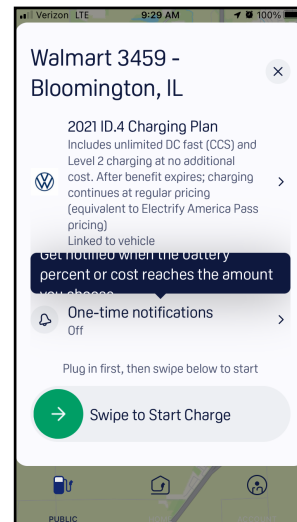 Verizon LTE 9:29 AM 100%
Walmart 3459 -
Bloomington, IL
2021 ID.4 Charging Plan
Includes unlimited DC fast (CCS) and
Level 2 charging at no additional
cost. After benefit expires; charging
continues at regular pricing
(equivalent to Electrify America Pass
pricing)
Linked to vehicle
Get notified when the battery
percent or cost reaches the amount
you choose
One-time notifications
Off
Plug in first, then swipe below to start
Swipe to Start Charge
PUBLIC